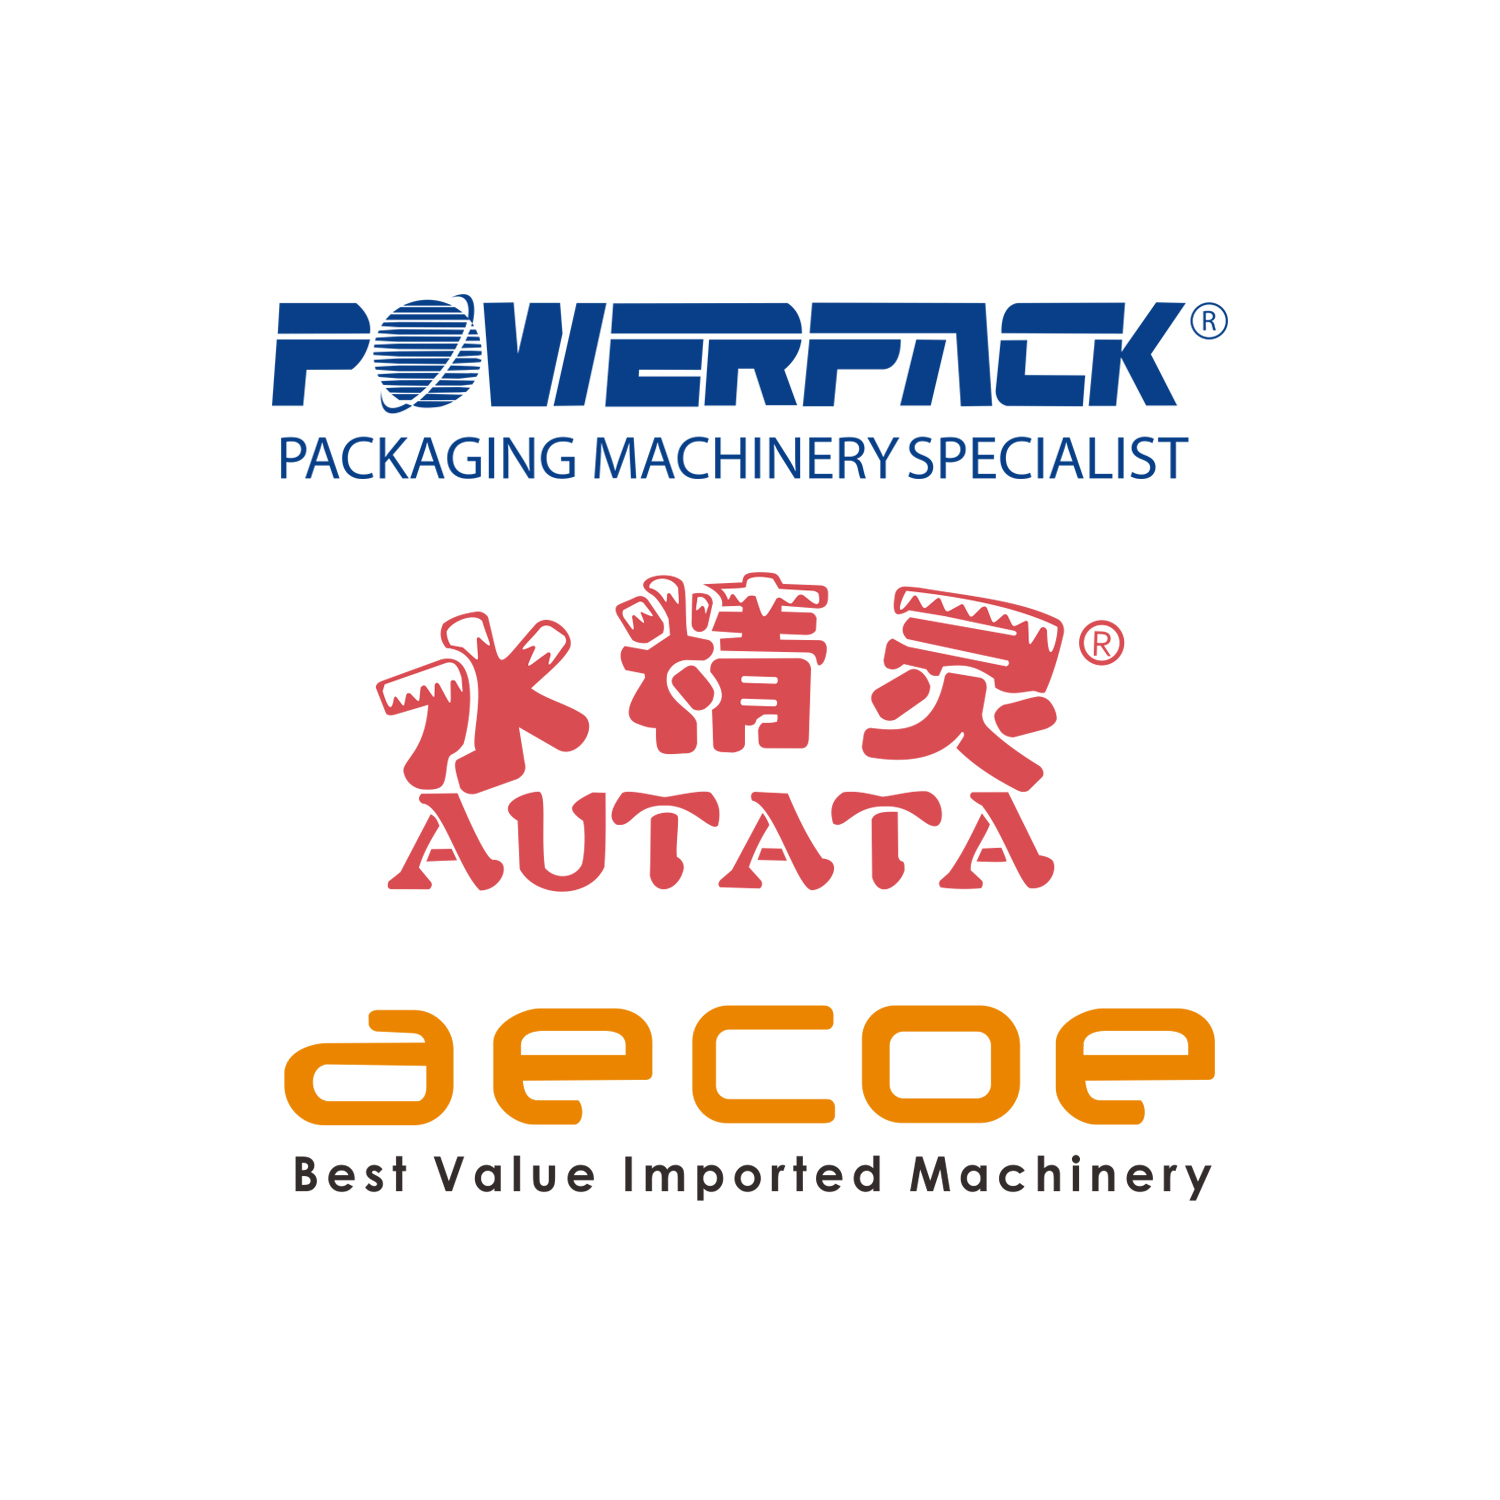 POWERPACK®
PACKAGING MACHINERY SPECIALIST
水精灵®
AUTATA
aecoe
Best Value Imported Machinery